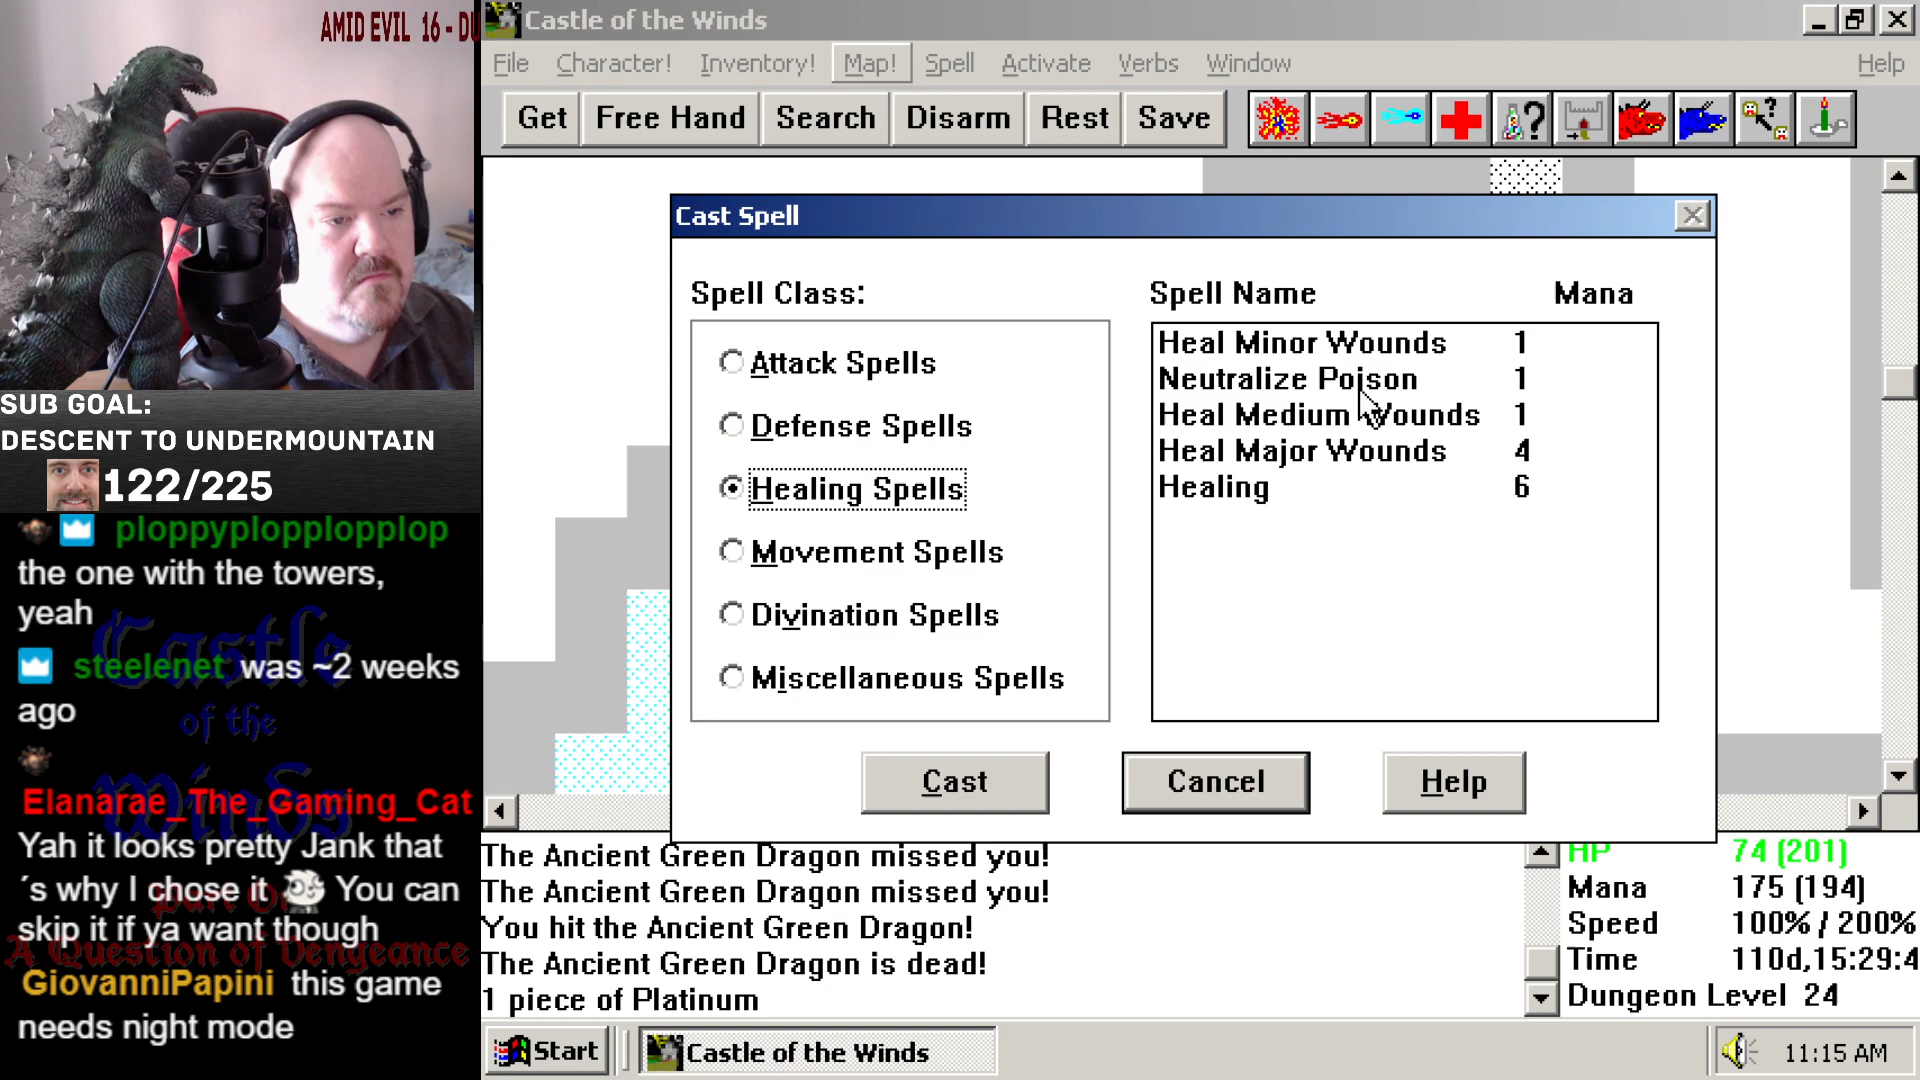 AMID EVIL 16 - DU
SUB GOAL:
DESCENT TO UNDERMOUNTAIN
122/225
ploppyplopplopplop
the one with the towers,
yeah
steelenet was ~2 weeks
ago
Elanarae_The_Gaming_Cat
Yah it looks pretty Jank that
´s why I chose it You can
skip it if ya want though
GiovanniPapini this game
needs night mode
Castle
of the
Winds
A Question of Vengeance
Castle of the Winds
File Character! Inventory! Map! Spell Activate Verbs Window Help
Get Free Hand Search Disarm Rest Save
Cast Spell
Spell Class:
Attack Spells
Defense Spells
Healing Spells
Movement Spells
Divination Spells
Miscellaneous Spells
Spell Name Mana
Heal Minor Wounds 1
Neutralize Poison 1
Heal Medium Wounds 1
Heal Major Wounds 4
Healing 6
Cast Cancel Help
The Ancient Green Dragon missed you!
The Ancient Green Dragon missed you!
You hit the Ancient Green Dragon!
The Ancient Green Dragon is dead!
1 piece of Platinum
HP 74 (201)
Mana 175 (194)
Speed 100% / 200%
Time 110d,15:29:4
Dungeon Level 24
Start Castle of the Winds 11:15 AM